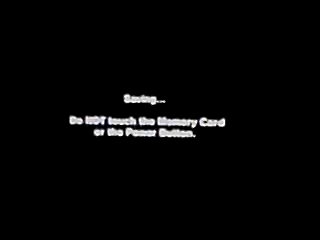 Saving...
Do NOT touch the Memory Card
or the Power Button.